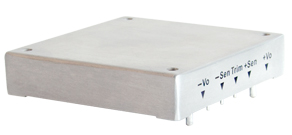 −Vo −Sen Trim +Sen +Vo